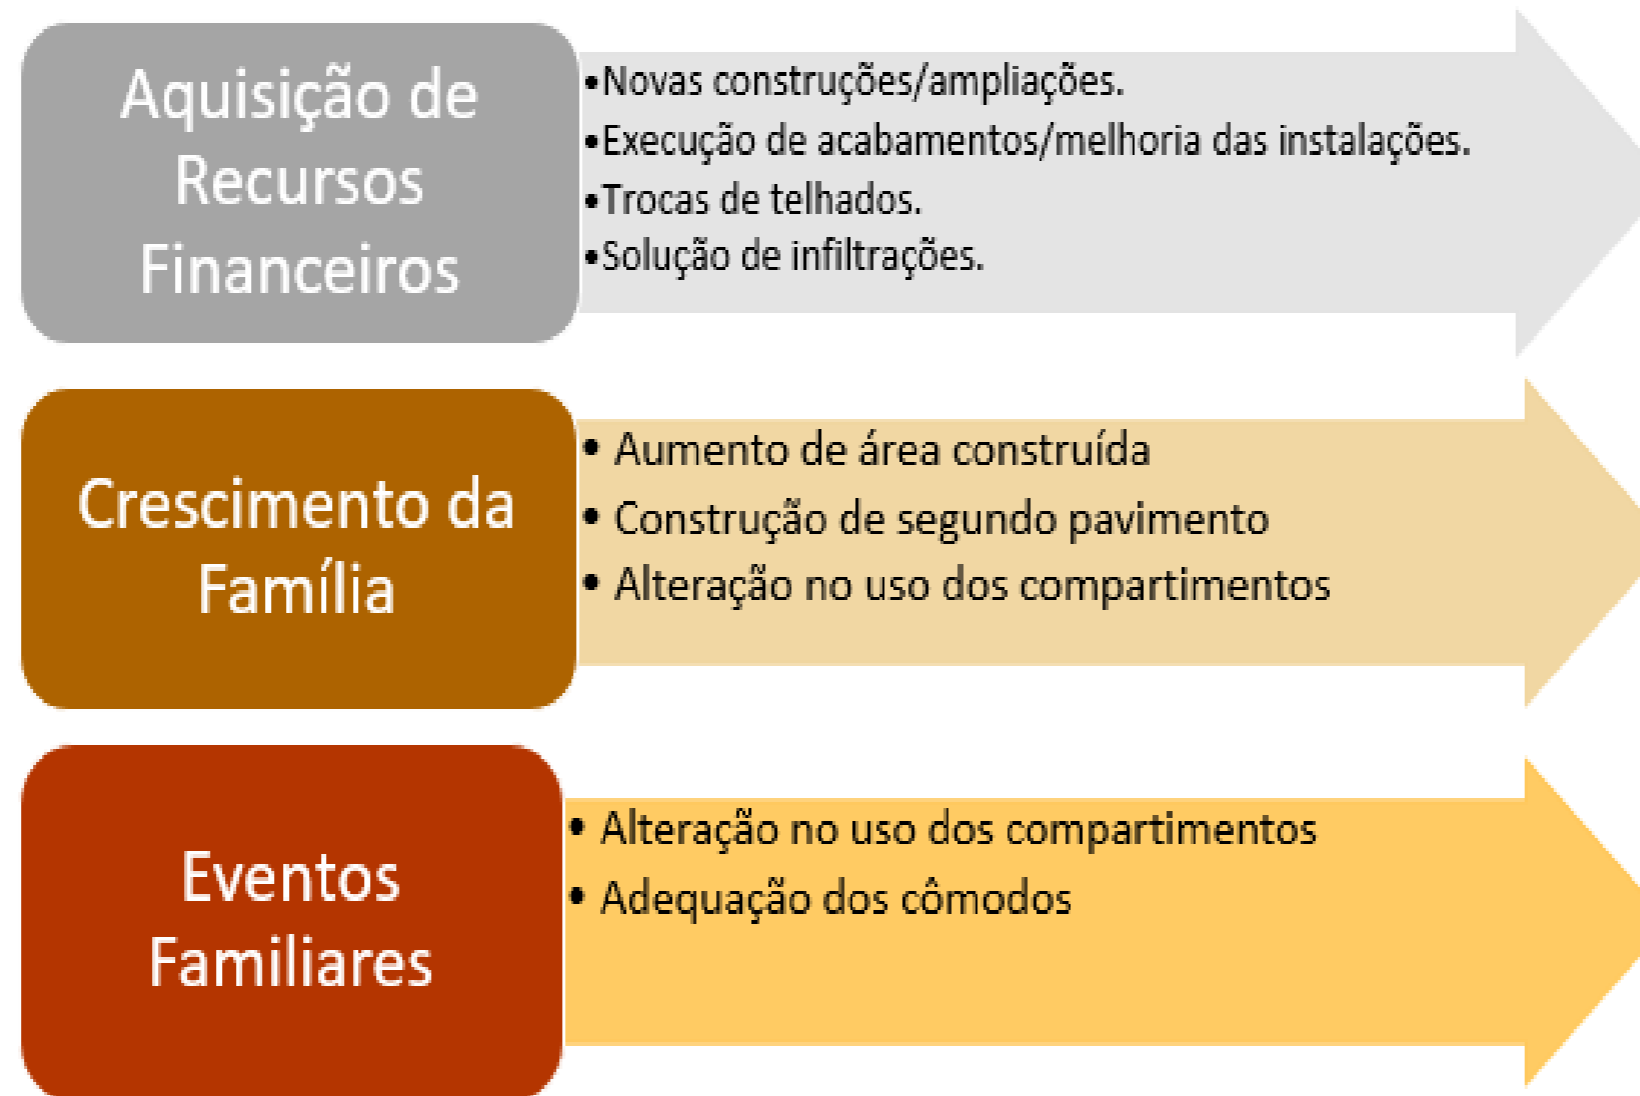 Aquisição de
Recursos
Financeiros
•Novas construções/ampliações.
•Execução de acabamentos/melhoria das instalações.
•Trocas de telhados.
•Solução de infiltrações.
Crescimento da
Família
• Aumento de área construída
• Construção de segundo pavimento
• Alteração no uso dos compartimentos
Eventos
Familiares
• Alteração no uso dos compartimentos
• Adequação dos cômodos